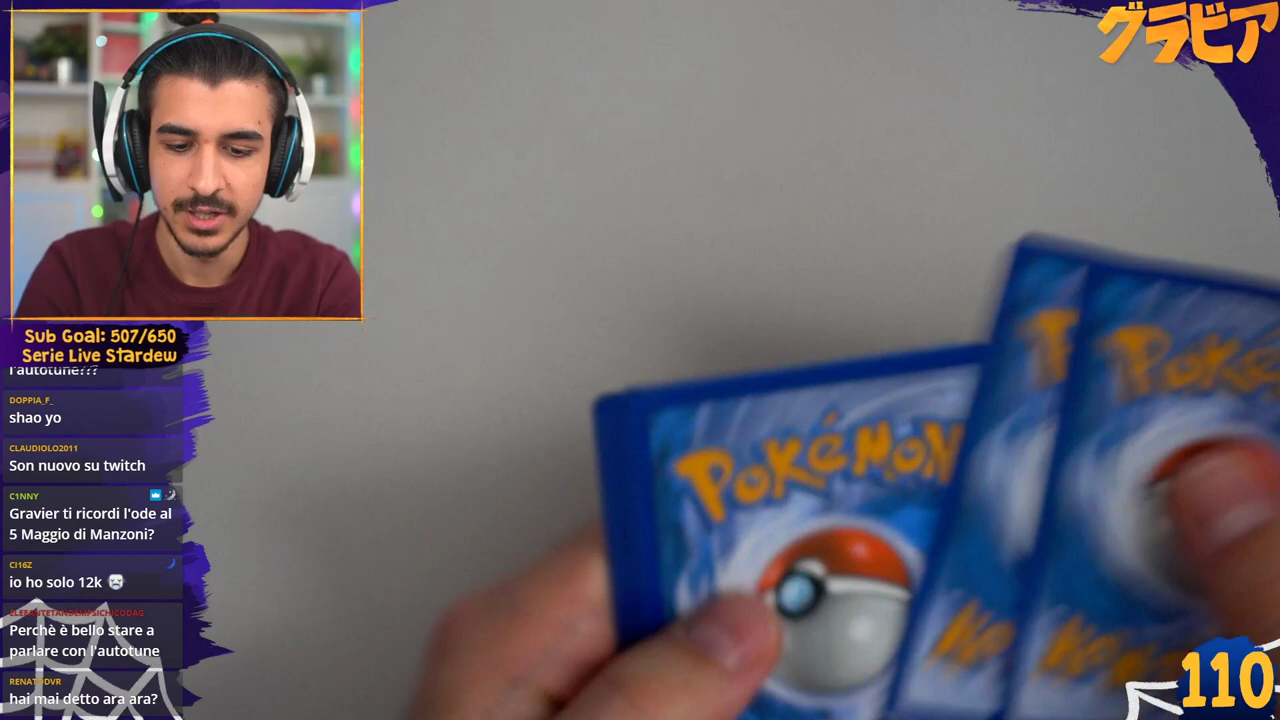 グラビア
Sub Goal: 507/650
Serie Live Stardew
l'autotune???
DOPPIA_F_
shao yo
CLAUDIOLO2011
Son nuovo su twitch
C1NNY
Gravier ti ricordi l'ode al
5 Maggio di Manzoni?
CI16Z
io ho solo 12k
Perchè è bello stare a
parlare con l'autotune
hai mai detto ara ara?
POKéMON
Poké
110